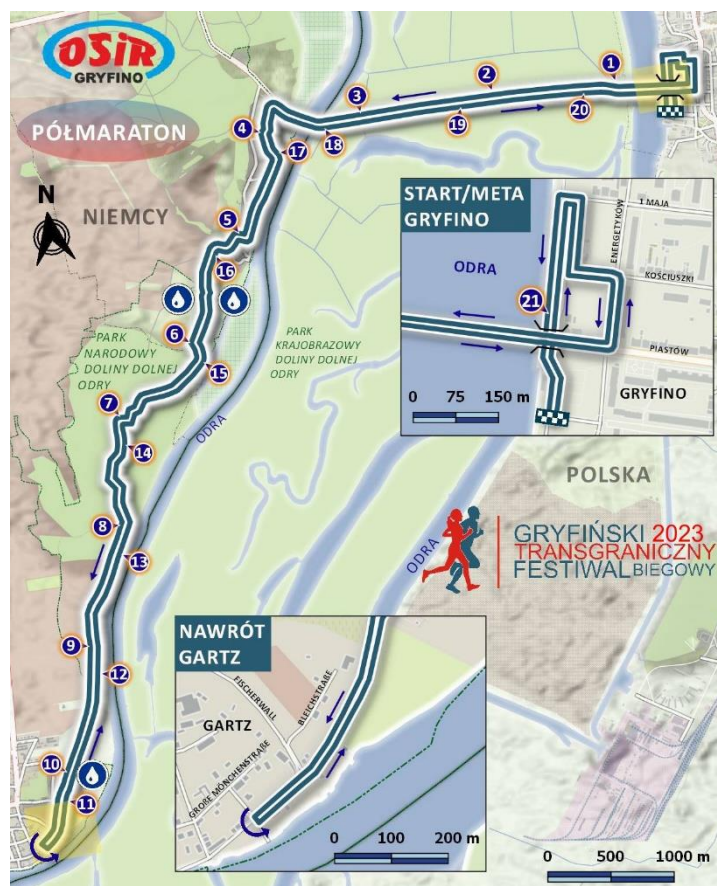 OSiR
GRYFINO
PÓŁMARATON
N
NIEMCY
1
2
3
4
5
6
7
8
9
10
11
12
13
14
15
16
17
18
19
20
PARK
NARODOWY
DOLINY DOLNEJ
ODRY
PARK
KRAJOBRAZOWY
DOLINY DOLNEJ
ODRY
ODRA
START/META
GRYFINO
ODRA
1 MAJA
ENERGETYKÓW
KOŚCIUSZKI
21
PIASTÓW
GRYFINO
0 75 150 m
POLSKA
ODRA
GRYFIŃSKI 2023
TRANSGRANICZNY
FESTIWAL BIEGOWY
NAWRÓT
GARTZ
FISCHERWALL
BLEICHSTRAßE
GARTZ
GROßE MÖNCHENSTRAßE
0 100 200 m
0 500 1000 m